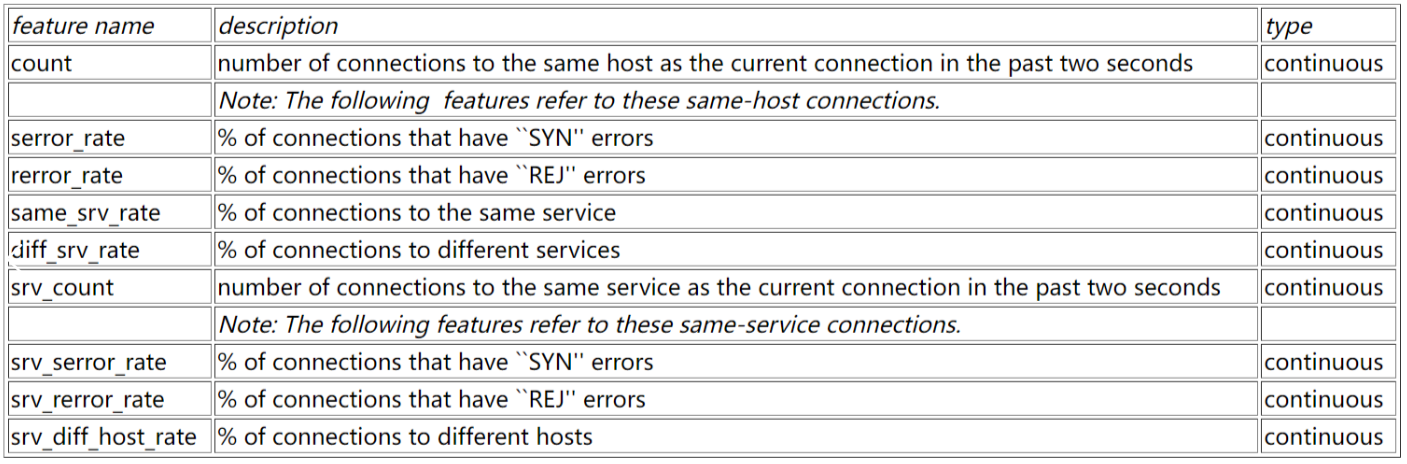 feature name description type
count number of connections to the same host as the current connection in the past two seconds continuous
Note: The following features refer to these same-host connections.
serror_rate % of connections that have ``SYN'' errors continuous
rerror_rate % of connections that have ``REJ'' errors continuous
same_srv_rate % of connections to the same service continuous
diff_srv_rate % of connections to different services continuous
srv_count number of connections to the same service as the current connection in the past two seconds continuous
Note: The following features refer to these same-service connections.
srv_serror_rate % of connections that have ``SYN'' errors continuous
srv_rerror_rate % of connections that have ``REJ'' errors continuous
srv_diff_host_rate % of connections to different hosts continuous